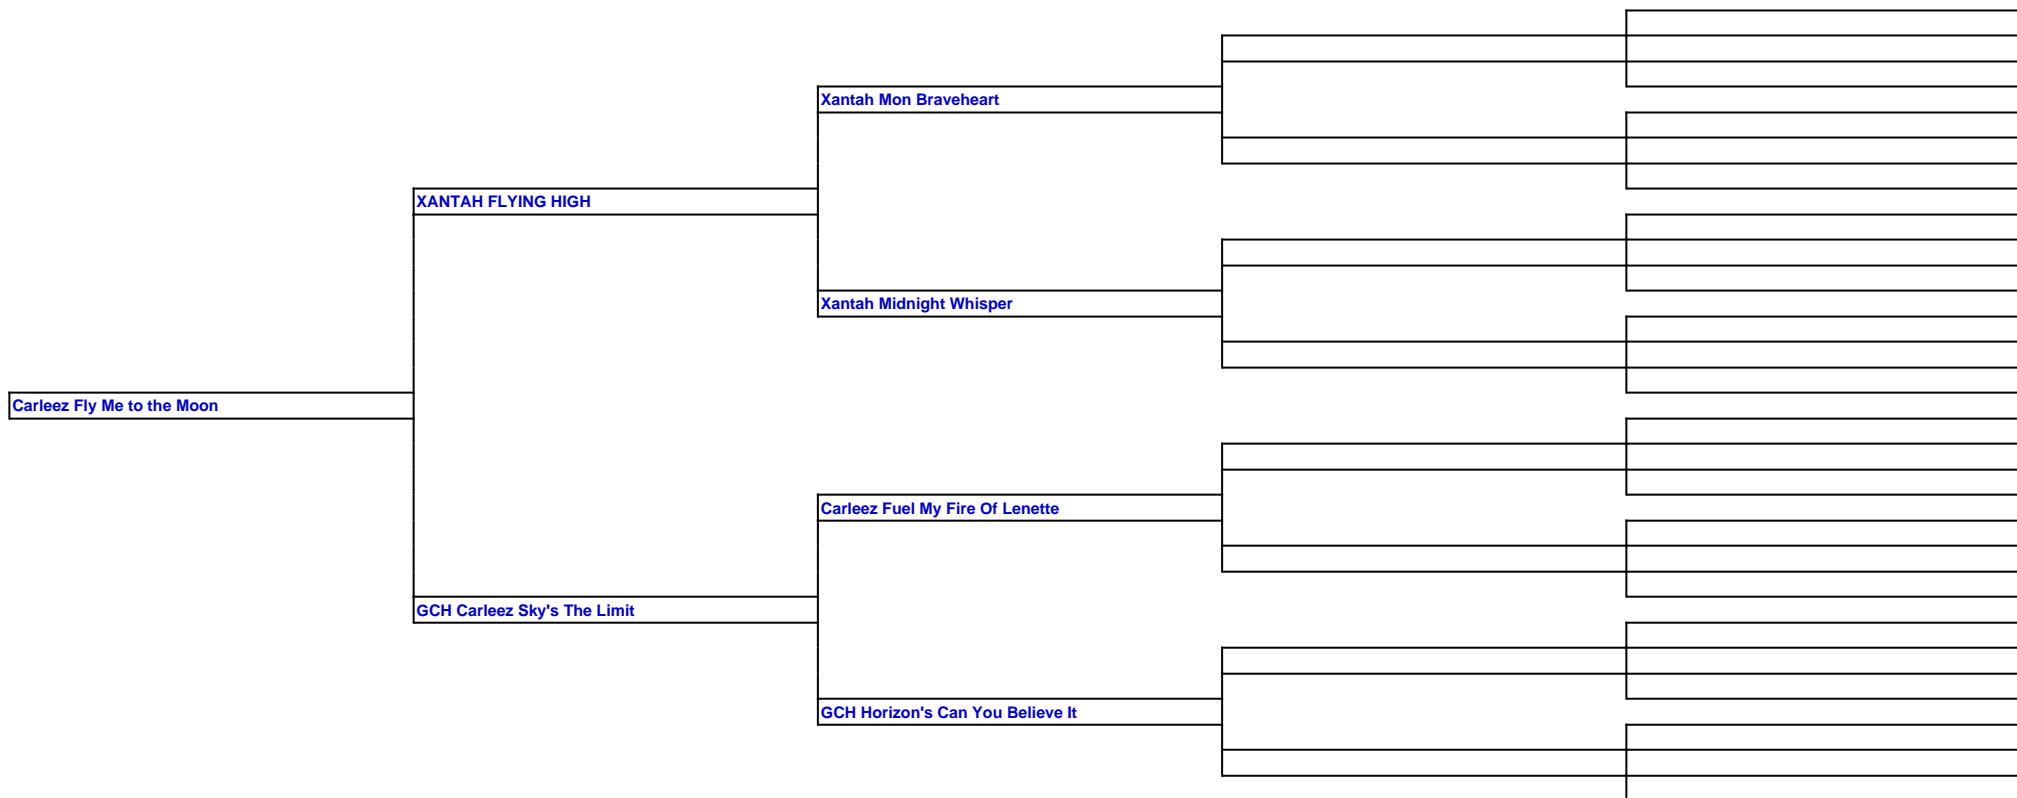 Xantah Mon Braveheart
XANTAH FLYING HIGH
Xantah Midnight Whisper
Carleez Fly Me to the Moon
Carleez Fuel My Fire Of Lenette
GCH Carleez Sky's The Limit
GCH Horizon's Can You Believe It